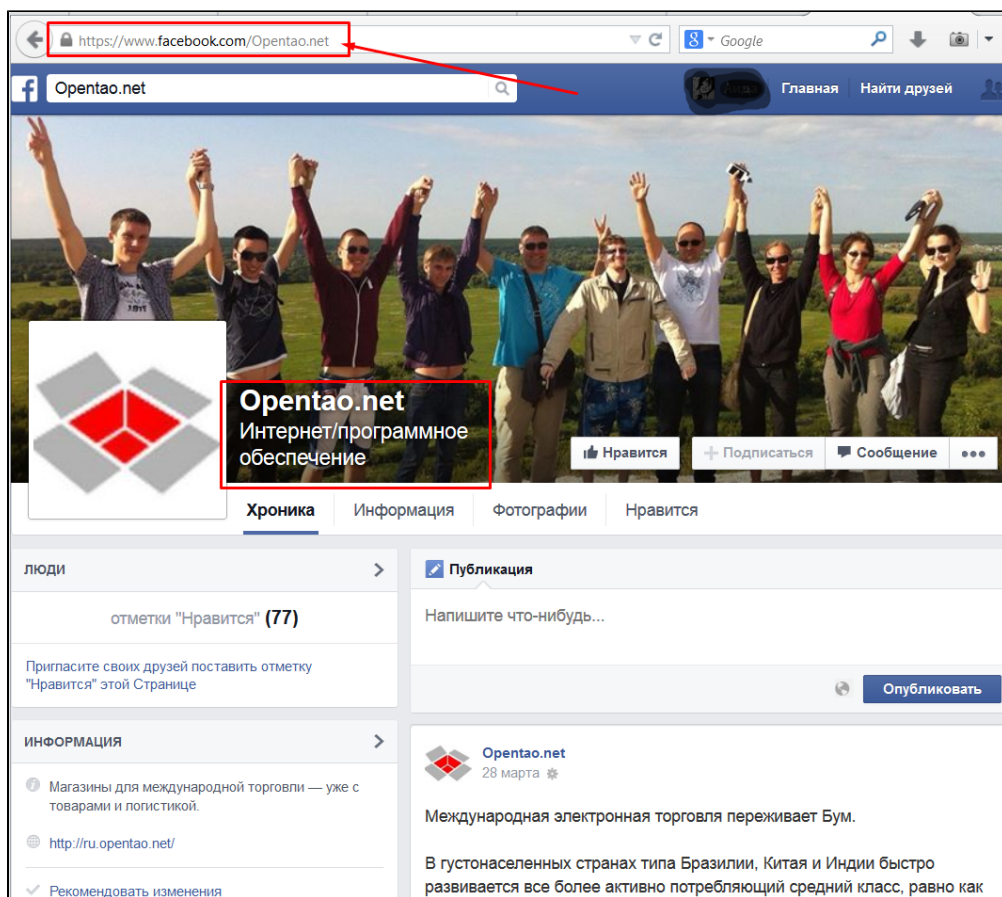 https://www.facebook.com/Opentao.net
Google
Opentao.net
Главная
Найти друзей
Opentao.net
Интернет/программное
обеспечение
Нравится
Подписаться
Сообщение
Хроника
Информация
Фотографии
Нравится
ЛЮДИ
отметки "Нравится" (77)
Пригласите своих друзей поставить отметку
"Нравится" этой Странице
ИНФОРМАЦИЯ
Магазины для международной торговли — уже с
товарами и логистикой.
http://ru.opentao.net/
Рекомендовать изменения
Публикация
Напишите что-нибудь...
Опубликовать
Opentao.net
28 марта
Международная электронная торговля переживает Бум.
В густонаселенных странах типа Бразилии, Китая и Индии быстро
развивается все более активно потребляющий средний класс, равно как